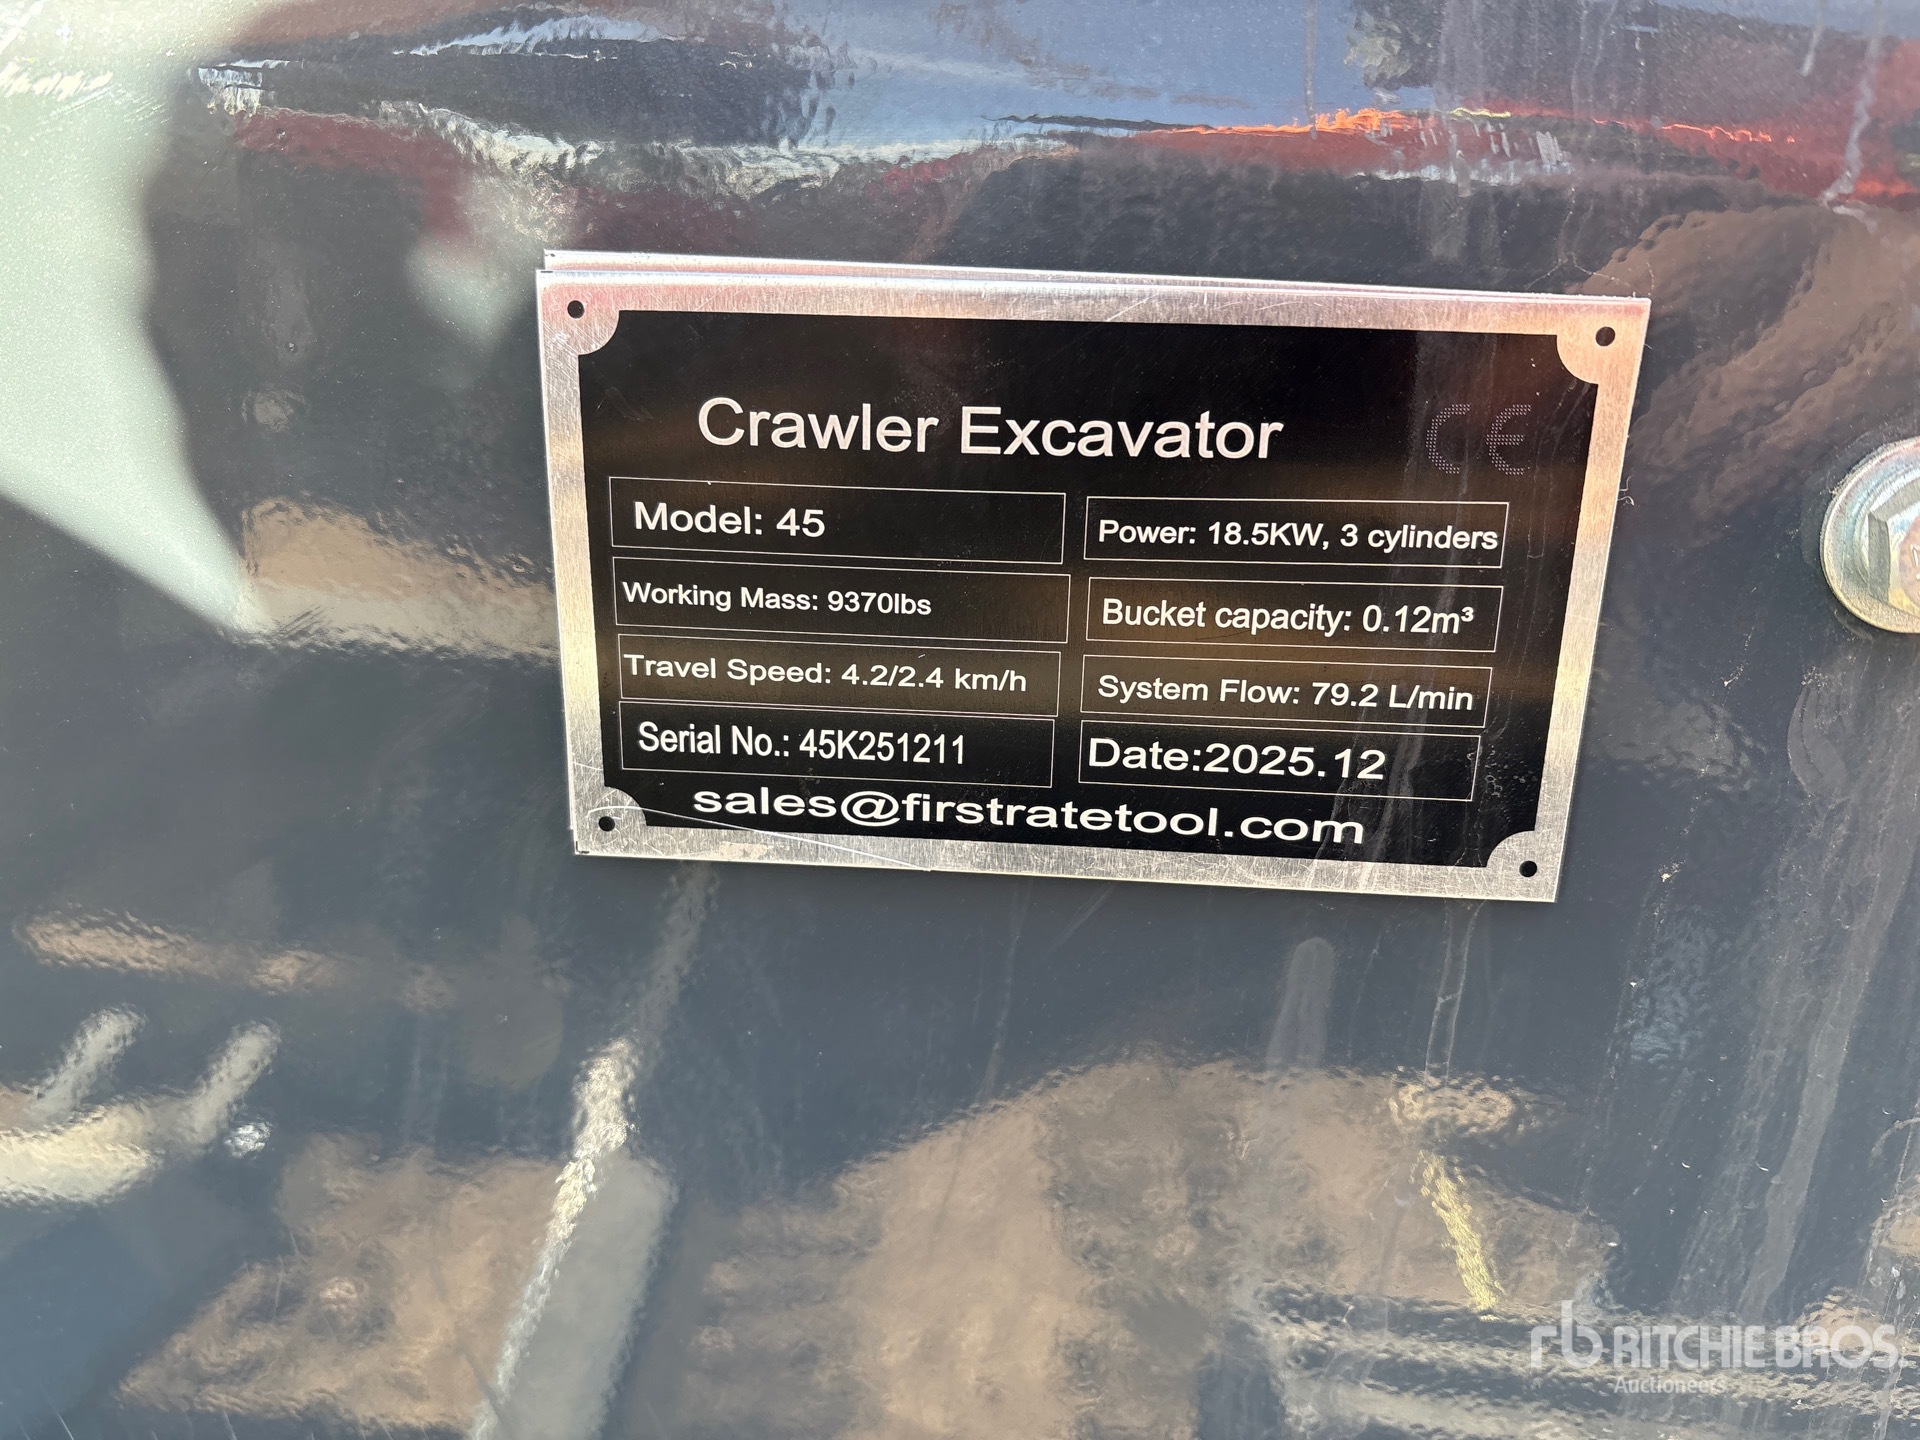 Crawler Excavator CE
Model: 45
Power: 18.5KW, 3 cylinders
Working Mass: 9370lbs
Bucket capacity: 0.12m³
Travel Speed: 4.2/2.4 km/h
System Flow: 79.2 L/min
Serial No.: 45K251211
Date:2025.12
sales@firstratetool.com
rb RITCHIE BROS.
Auctioneers